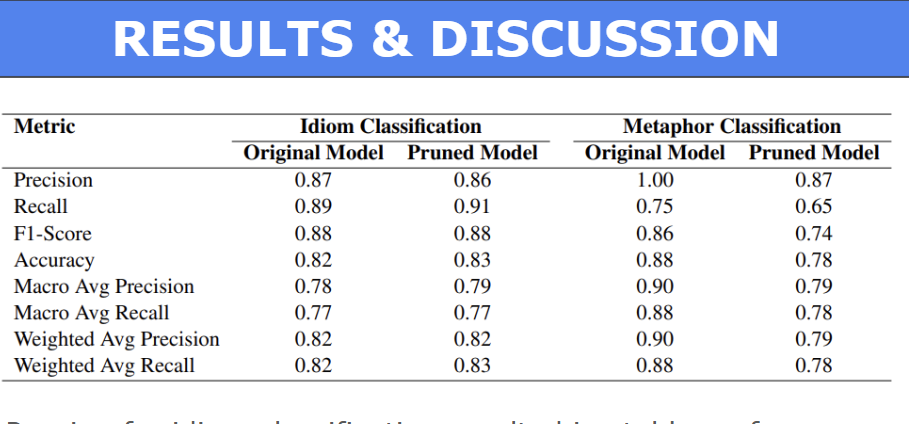 RESULTS & DISCUSSION
Metric Idiom Classification Metaphor Classification
Original Model Pruned Model Original Model Pruned Model
Precision 0.87 0.86 1.00 0.87
Recall 0.89 0.91 0.75 0.65
F1-Score 0.88 0.88 0.86 0.74
Accuracy 0.82 0.83 0.88 0.78
Macro Avg Precision 0.78 0.79 0.90 0.79
Macro Avg Recall 0.77 0.77 0.88 0.78
Weighted Avg Precision 0.82 0.82 0.90 0.79
Weighted Avg Recall 0.82 0.83 0.88 0.78